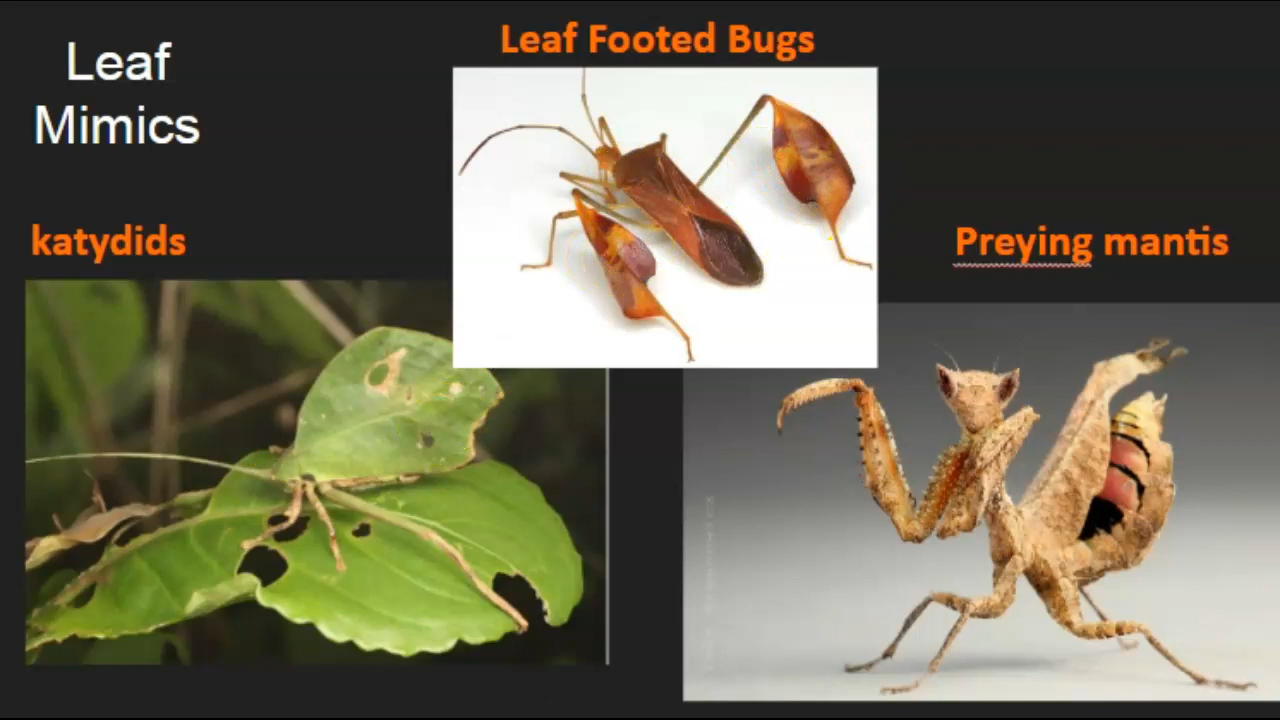 Leaf
Mimics
Leaf Footed Bugs
katydids
Preying mantis